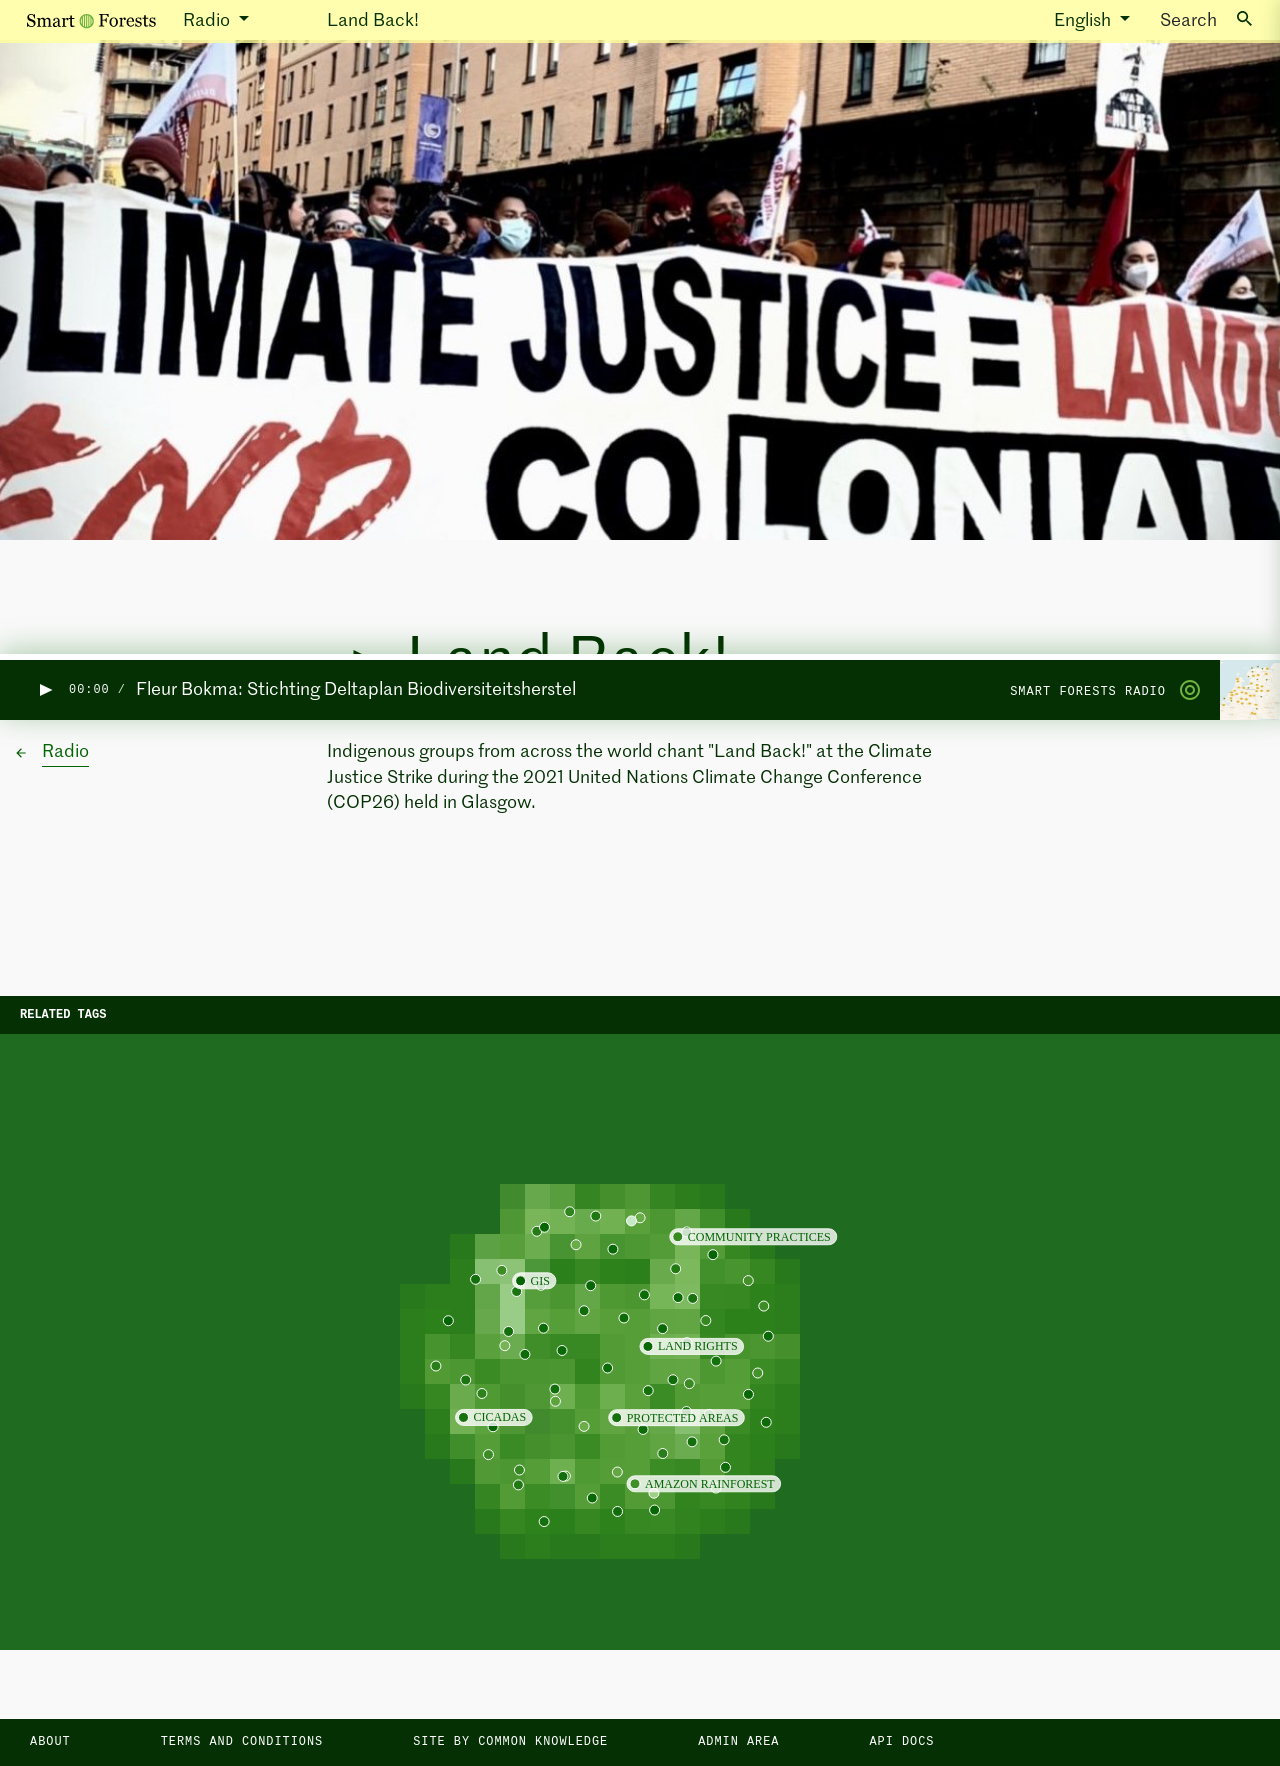 Smart Forests Radio Land Back! English Search
CLIMATE JUSTICE = LAND
END COLONIAL
Land Back!
00:00 / Fleur Bokma: Stichting Deltaplan Biodiversiteitsherstel SMART FORESTS RADIO
Radio
Indigenous groups from across the world chant "Land Back!" at the Climate
Justice Strike during the 2021 United Nations Climate Change Conference
(COP26) held in Glasgow.
RELATED TAGS
COMMUNITY PRACTICES
GIS
LAND RIGHTS
CICADAS
PROTECTED AREAS
AMAZON RAINFOREST
ABOUT TERMS AND CONDITIONS SITE BY COMMON KNOWLEDGE ADMIN AREA API DOCS